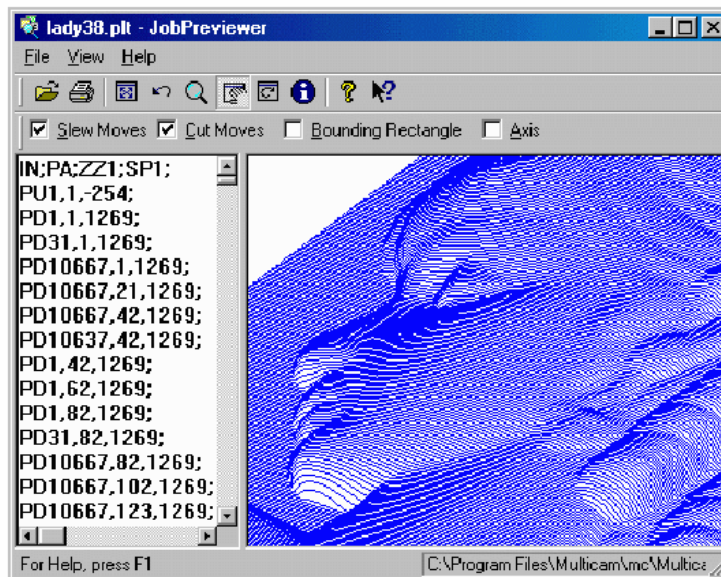 lady38.plt - JobPreviewer
File View Help
Slew Moves Cut Moves Bounding Rectangle Axis
IN;PA;ZZ1;SP1;
PU1,1,-254;
PD1,1,1269;
PD31,1,1269;
PD10667,1,1269;
PD10667,21,1269;
PD10667,42,1269;
PD10637,42,1269;
PD1,42,1269;
PD1,62,1269;
PD1,82,1269;
PD31,82,1269;
PD10667,82,1269;
PD10667,102,1269;
PD10667,123,1269;
For Help, press F1
C:\Program Files\Multicam\mc\Multica